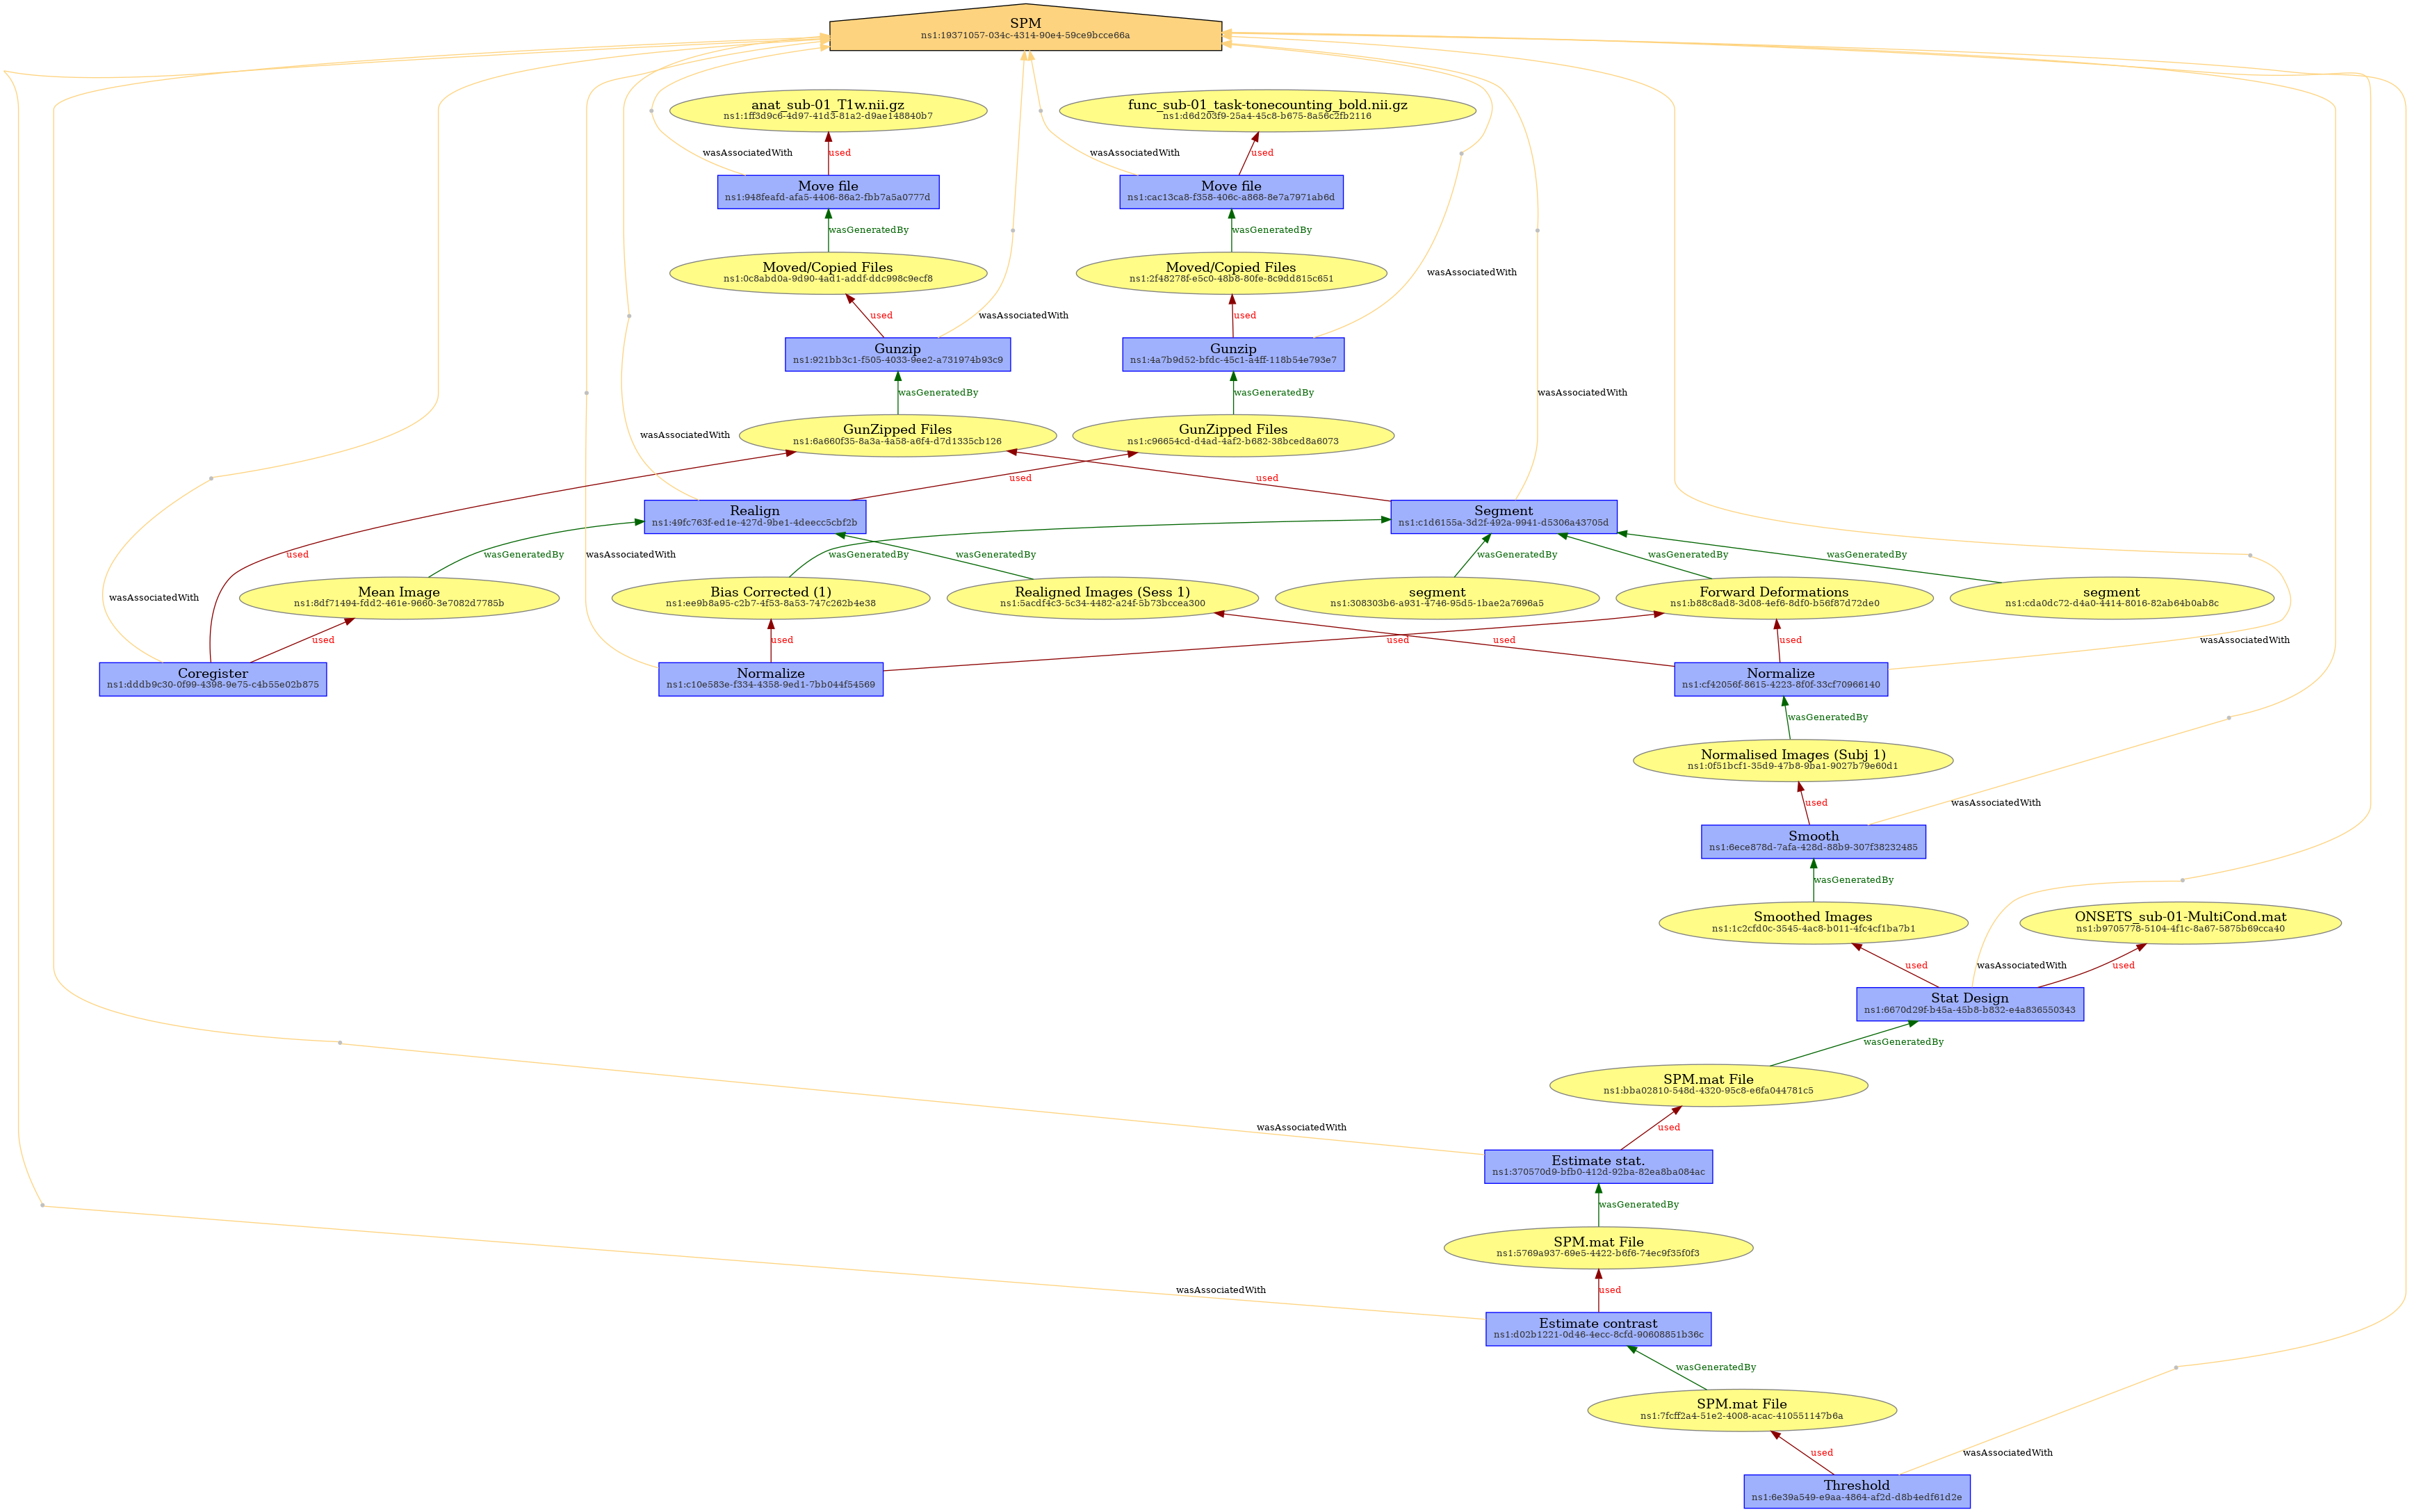 SPM
ns1:19371057-034c-4314-90e4-59ce9bcce66a
anat_sub-01_T1w.nii.gz
ns1:1ff3d9c6-4d97-41d3-81a2-d9ae148840b7
func_sub-01_task-tonecounting_bold.nii.gz
ns1:d6d203f9-25a4-45c8-b675-8a56c2fb2116
wasAssociatedWith
used
wasAssociatedWith
used
Move file
ns1:948feafd-afa5-4406-86a2-fbb7a5a0777d
Move file
ns1:cac13ca8-f358-406c-a868-8e7a7971ab6d
wasGeneratedBy
wasGeneratedBy
Moved/Copied Files
ns1:0c8abd0a-9d90-4ad1-addf-ddc998c9ecf8
Moved/Copied Files
ns1:2f48278f-e5c0-48b8-80fe-8c9dd815c651
wasAssociatedWith
used
wasAssociatedWith
used
Gunzip
ns1:921bb3c1-f505-4033-9ee2-a731974b93c9
Gunzip
ns1:4a7b9d52-bfdc-45c1-a4ff-118b54e793e7
wasGeneratedBy
wasGeneratedBy
wasAssociatedWith
GunZipped Files
ns1:6a660f35-8a3a-4a58-a6f4-d7d1335cb126
GunZipped Files
ns1:c96654cd-d4ad-4af2-b682-38bced8a6073
wasAssociatedWith
used
used
Realign
ns1:49fc763f-ed1e-427d-9be1-4deecc5cbf2b
Segment
ns1:c1d6155a-3d2f-492a-9941-d5306a43705d
used
wasGeneratedBy
wasAssociatedWith
wasGeneratedBy
wasGeneratedBy
wasGeneratedBy
wasGeneratedBy
wasGeneratedBy
wasAssociatedWith
Mean Image
ns1:8df71494-fdd2-461e-9660-3e7082d7785b
Bias Corrected (1)
ns1:ee9b8a95-c2b7-4f53-8a53-747c262b4e38
Realigned Images (Sess 1)
ns1:5acdf4c3-5c34-4482-a24f-5b73bccea300
segment
ns1:308303b6-a931-4746-95d5-1bae2a7696a5
Forward Deformations
ns1:b88c8ad8-3d08-4ef6-8df0-b56f87d72de0
segment
ns1:cda0dc72-d4a0-4414-8016-82ab64b0ab8c
used
used
used
used
used
wasAssociatedWith
Coregister
ns1:dddb9c30-0f99-4398-9e75-c4b55e02b875
Normalize
ns1:c10e583e-f334-4358-9ed1-7bb044f54569
Normalize
ns1:cf42056f-8615-4223-8f0f-33cf70966140
wasGeneratedBy
Normalised Images (Subj 1)
ns1:0f51bcf1-35d9-47b8-9ba1-9027b79e60d1
used
wasAssociatedWith
Smooth
ns1:6ece878d-7afa-428d-88b9-307f38232485
wasGeneratedBy
Smoothed Images
ns1:1c2cfd0c-3545-4ac8-b011-4fc4cf1ba7b1
ONSETS_sub-01-MultiCond.mat
ns1:b9705778-5104-4f1c-8a67-5875b69cca40
used
wasAssociatedWith
used
Stat Design
ns1:6670d29f-b45a-45b8-b832-e4a836550343
wasGeneratedBy
SPM.mat File
ns1:bba02810-548d-4320-95c8-e6fa044781c5
wasAssociatedWith
used
Estimate stat.
ns1:370570d9-bfb0-412d-92ba-82ea8ba084ac
wasGeneratedBy
SPM.mat File
ns1:5769a937-69e5-4422-b6f6-74ec9f35f0f3
wasAssociatedWith
used
Estimate contrast
ns1:d02b1221-0d46-4ecc-8cfd-90608851b36c
wasGeneratedBy
SPM.mat File
ns1:7fcff2a4-51e2-4008-acac-410551147b6a
used
wasAssociatedWith
Threshold
ns1:6e39a549-e9aa-4864-af2d-d8b4edf61d2e